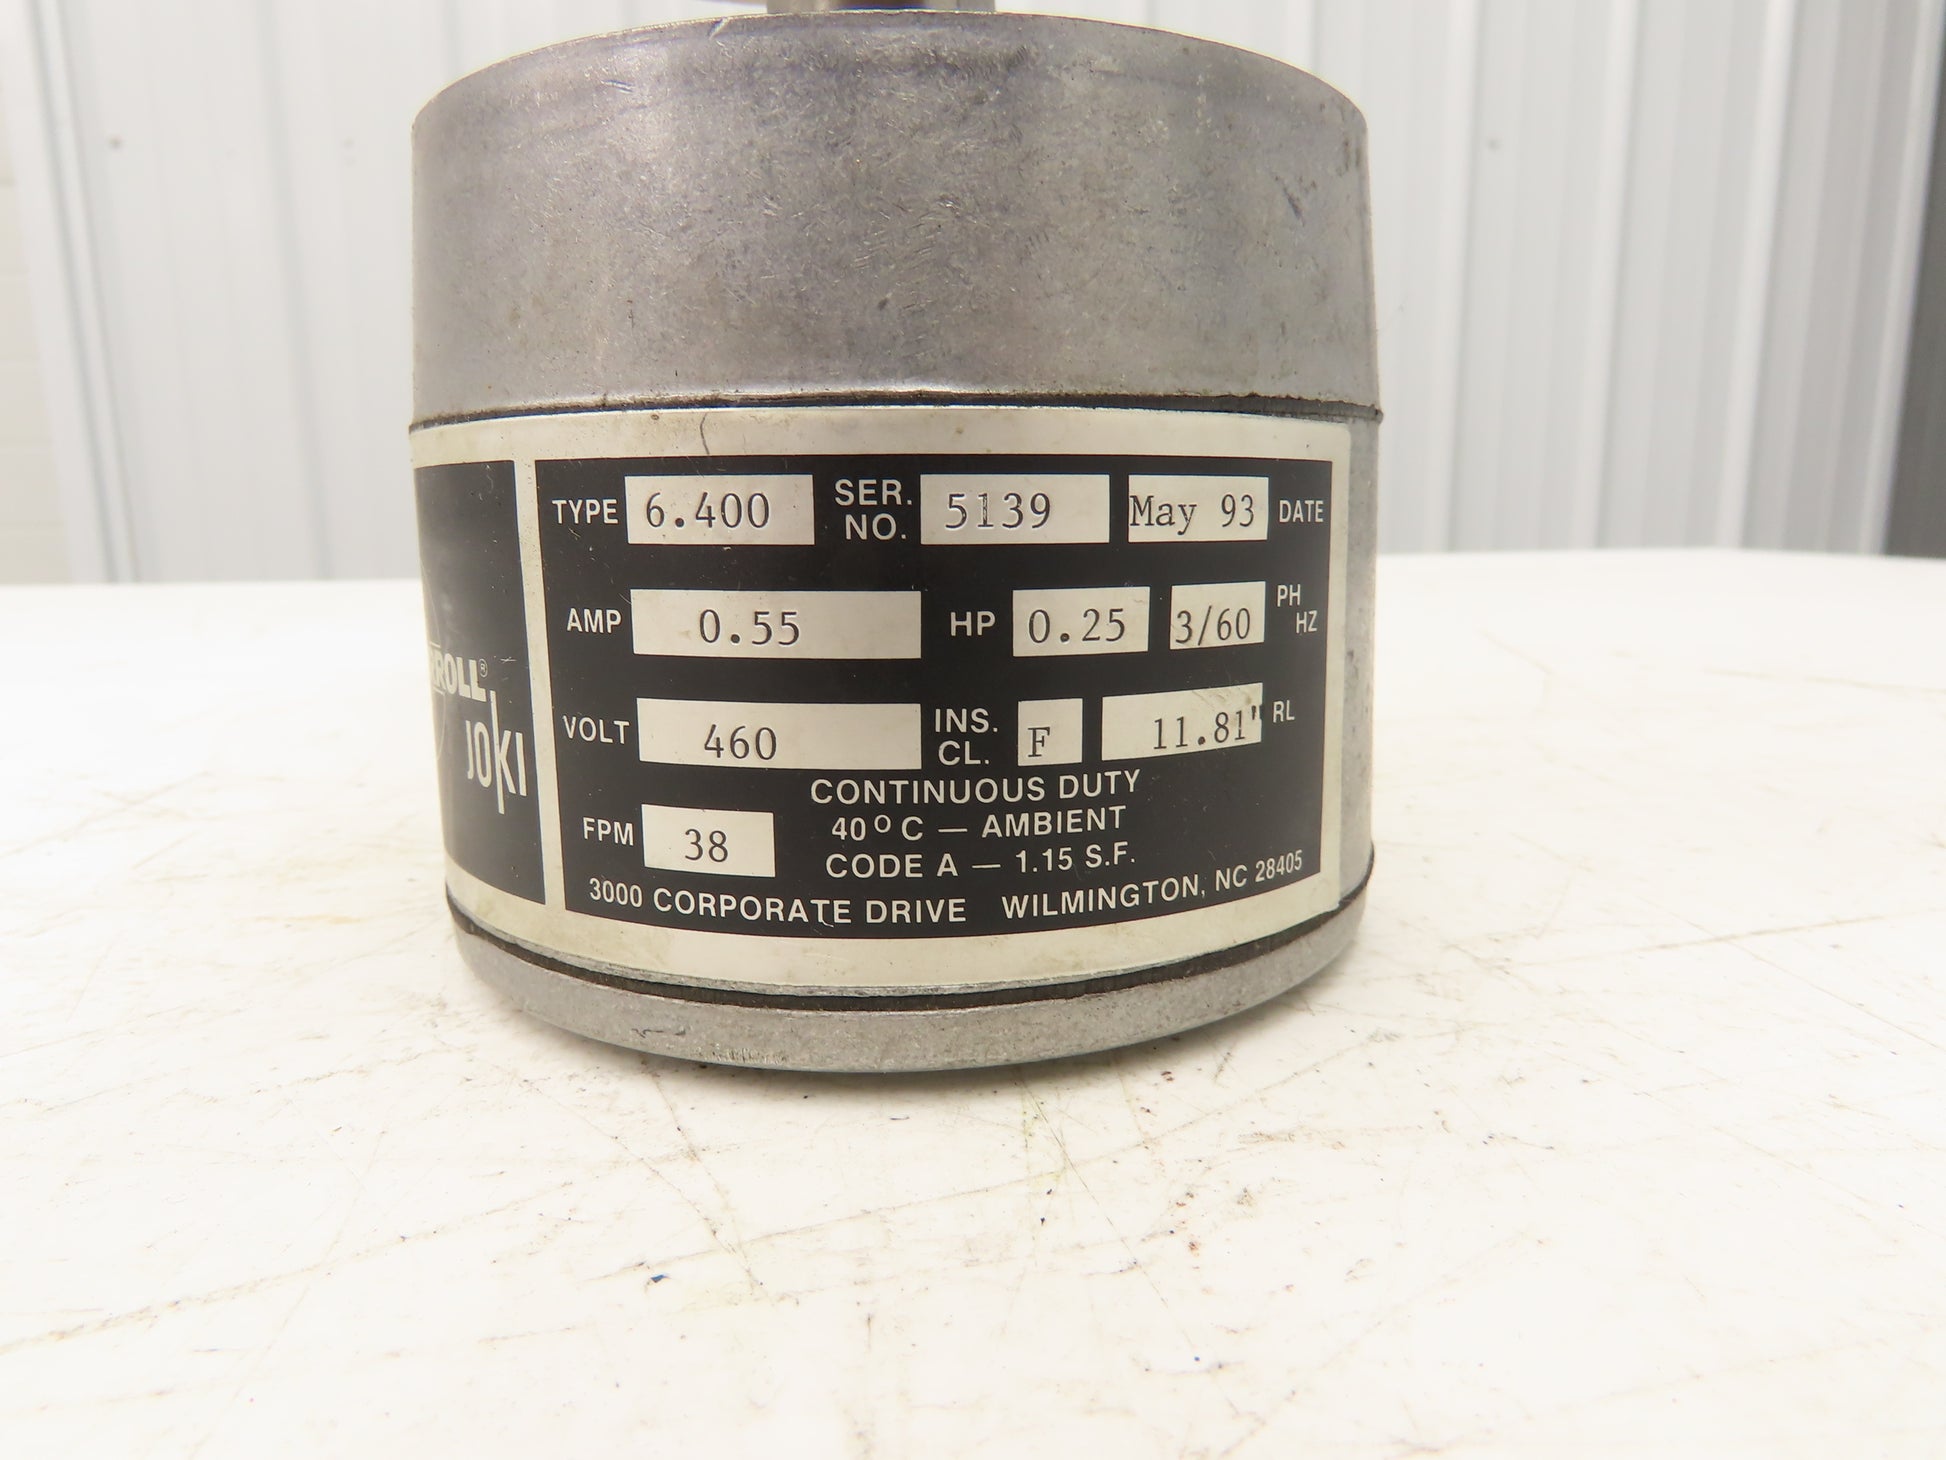 ROLL®
JOKI
TYPE 6.400 SER. NO. 5139 May 93 DATE
AMP 0.55 HP 0.25 3/60 PH HZ
VOLT 460 INS. CL. F 11.81" RL
CONTINUOUS DUTY
FPM 38 40°C — AMBIENT
CODE A — 1.15 S.F.
3000 CORPORATE DRIVE WILMINGTON, NC 28405